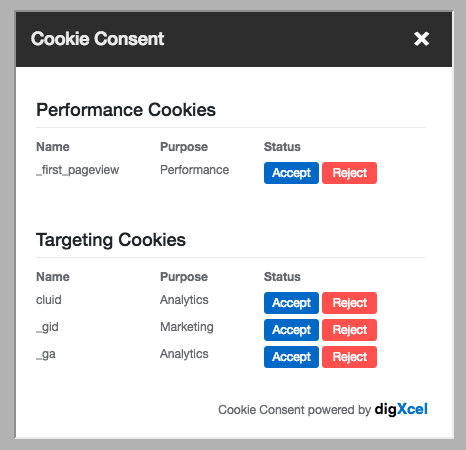 Cookie Consent
Performance Cookies
Name Purpose Status
_first_pageview Performance Accept Reject
Targeting Cookies
Name Purpose Status
cluid Analytics Accept Reject
_gid Marketing Accept Reject
_ga Analytics Accept Reject
Cookie Consent powered by digXcel